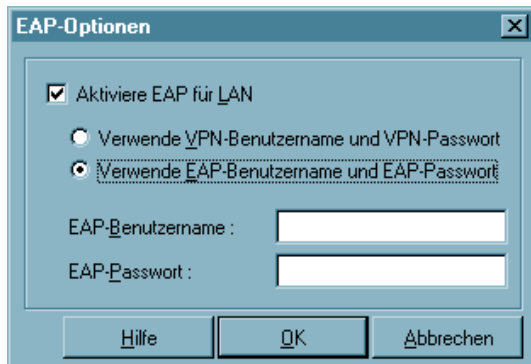 EAP-Optionen
Aktiviere EAP für LAN
Verwende VPN-Benutzername und VPN-Passwort
Verwende EAP-Benutzername und EAP-Passwort
EAP-Benutzername :
EAP-Passwort :
Hilfe OK Abbrechen